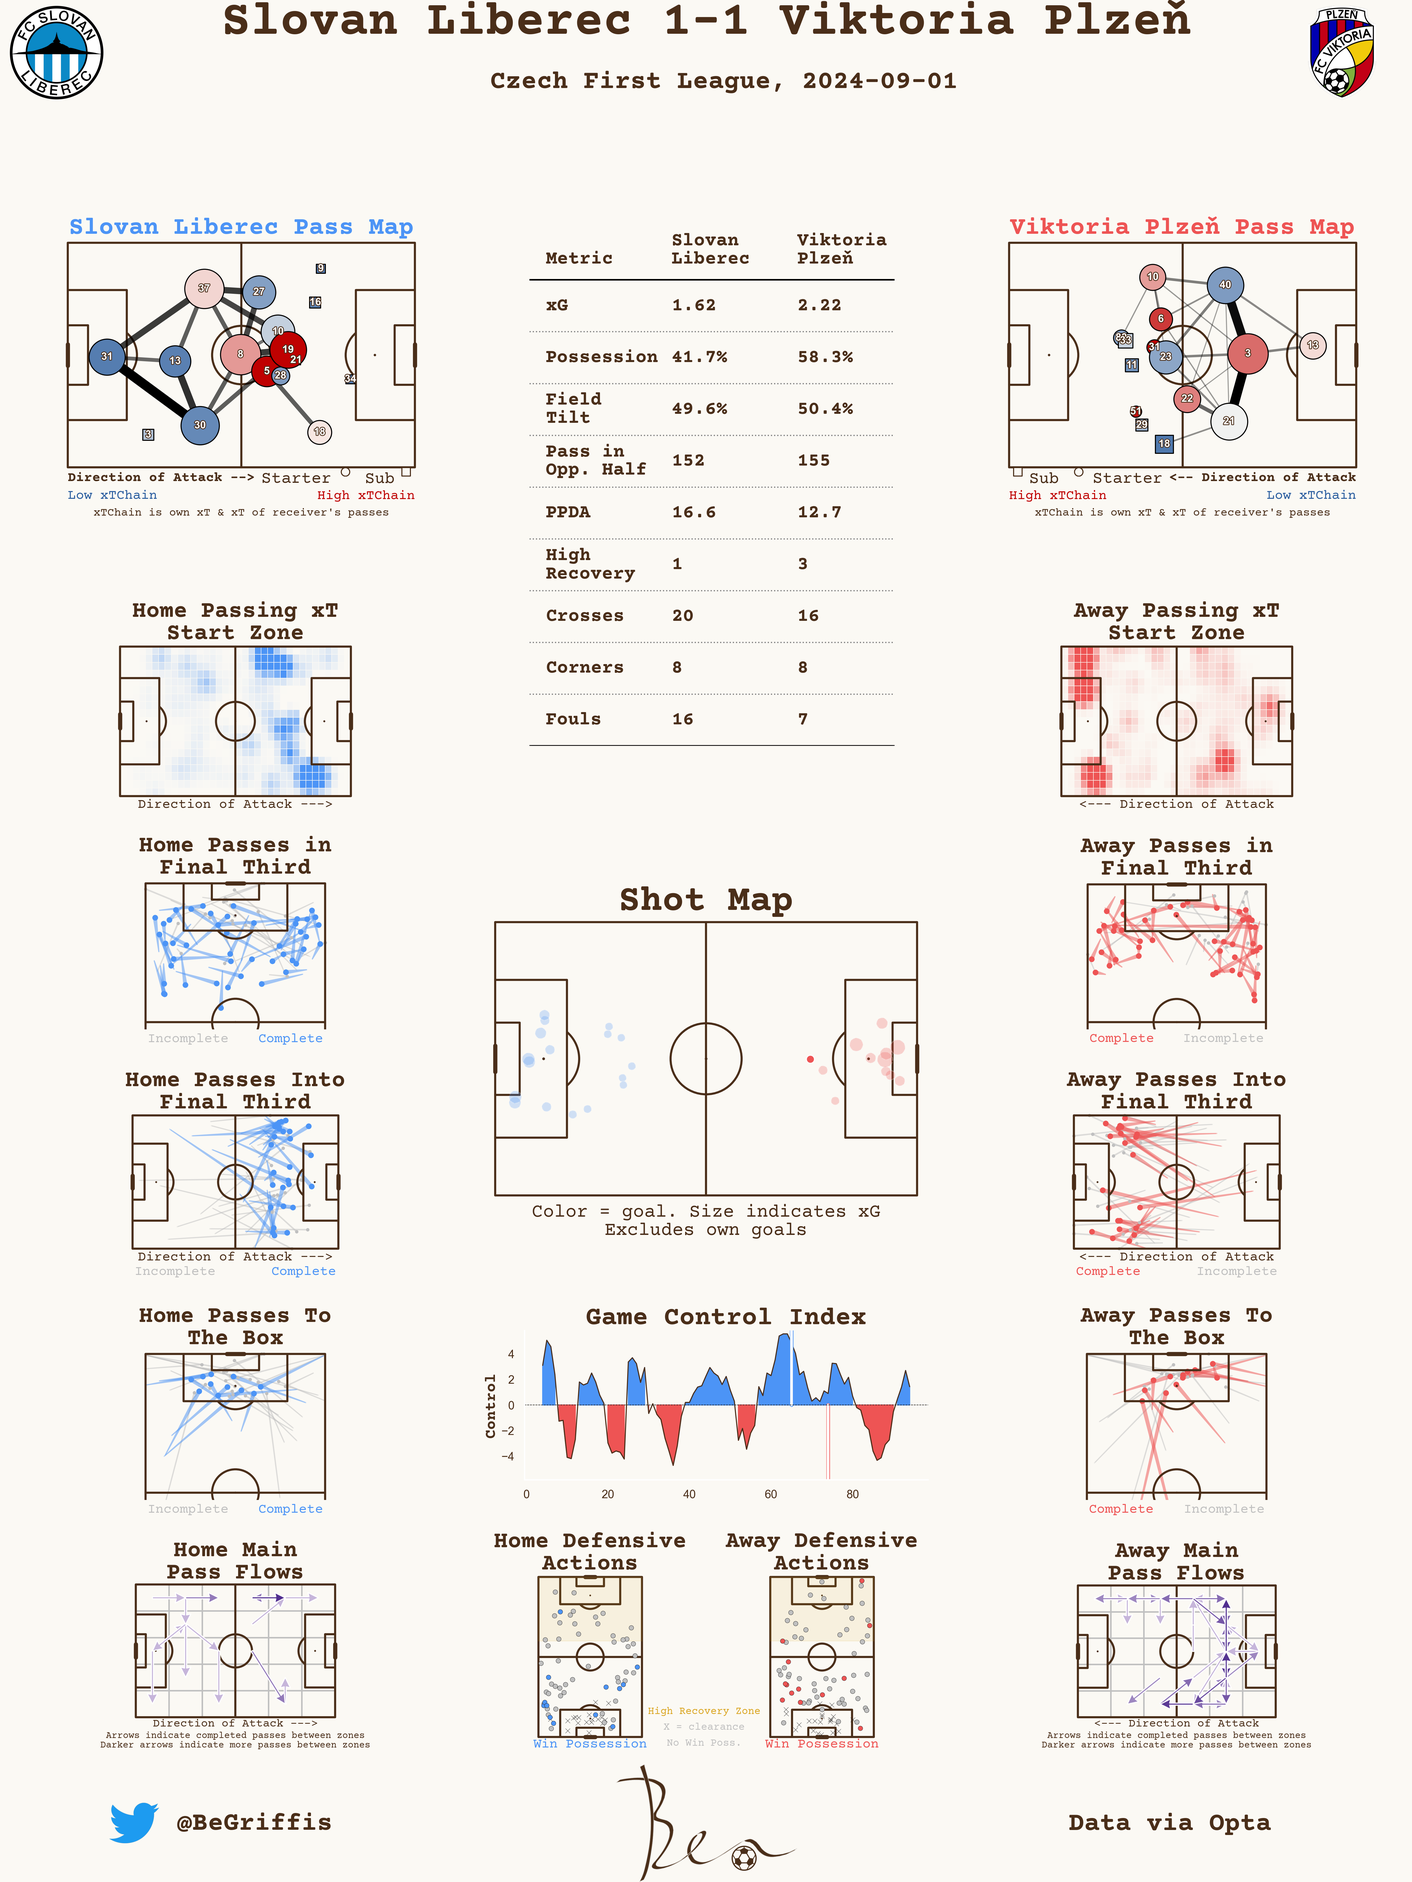 Slovan Liberec 1-1 Viktoria Plzeň
Czech First League, 2024-09-01
FC SLOVAN
LIBEREC
PLZEŇ
FC VIKTORIA
Slovan Liberec Pass Map
37
27
9
16
10
31
13
8
19
21
5
28
34
30
18
3
Direction of Attack --> Starter Sub
Low xTChain High xTChain
xTChain is own xT & xT of receiver's passes
Metric Slovan Liberec Viktoria Plzeň
xG 1.62 2.22
Possession 41.7% 58.3%
Field Tilt 49.6% 50.4%
Pass in Opp. Half 152 155
PPDA 16.6 12.7
High Recovery 1 3
Crosses 20 16
Corners 8 8
Fouls 16 7
Viktoria Plzeň Pass Map
10
40
6
33
31
23
11
3
13
22
51
29
21
18
Sub Starter <-- Direction of Attack
High xTChain Low xTChain
xTChain is own xT & xT of receiver's passes
Home Passing xT
Start Zone
Direction of Attack --->
Away Passing xT
Start Zone
<--- Direction of Attack
Home Passes in
Final Third
Incomplete Complete
Away Passes in
Final Third
Complete Incomplete
Shot Map
Color = goal. Size indicates xG
Excludes own goals
Home Passes Into
Final Third
Direction of Attack --->
Incomplete Complete
Away Passes Into
Final Third
<--- Direction of Attack
Complete Incomplete
Home Passes To
The Box
Incomplete Complete
Game Control Index
Control
4
2
0
−2
−4
0 20 40 60 80
Away Passes To
The Box
Complete Incomplete
Home Main
Pass Flows
Direction of Attack --->
Arrows indicate completed passes between zones
Darker arrows indicate more passes between zones
Home Defensive
Actions
Win Possession
High Recovery Zone
X = clearance
No Win Poss.
Away Defensive
Actions
Win Possession
Away Main
Pass Flows
<--- Direction of Attack
Arrows indicate completed passes between zones
Darker arrows indicate more passes between zones
@BeGriffis
Data via Opta